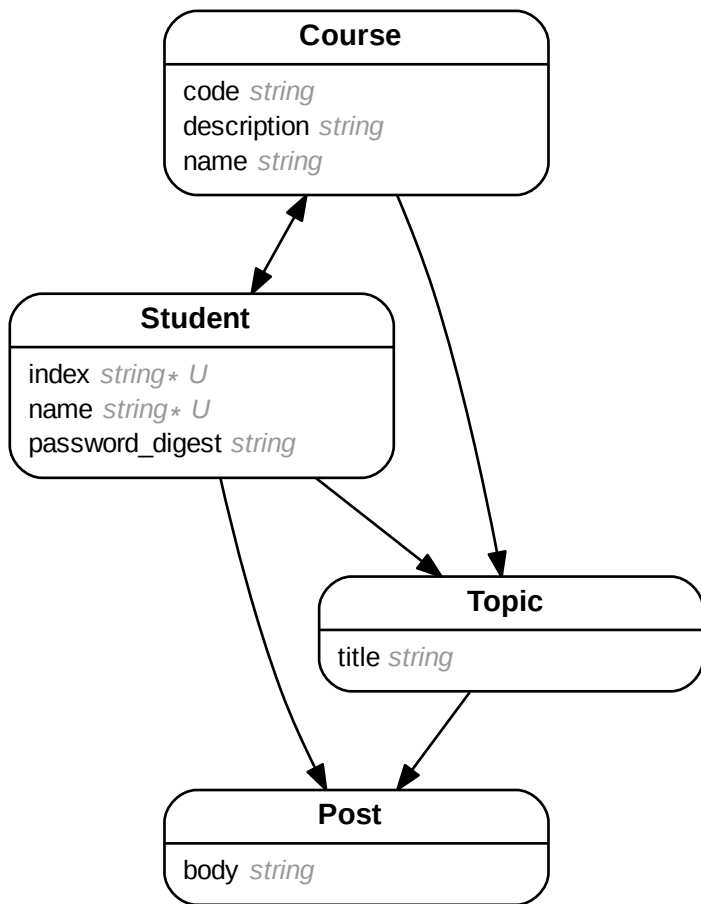 Course
code string
description string
name string
Student
index string* U
name string* U
password_digest string
Topic
title string
Post
body string